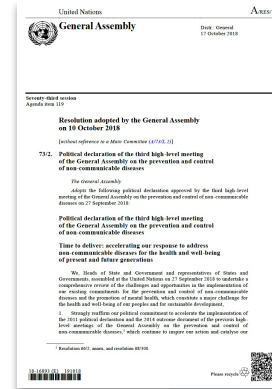 United Nations
A/RES/
General Assembly
Distr.: General
17 October 2018
Seventy-third session
Agenda item 119
Resolution adopted by the General Assembly
on 10 October 2018
[without reference to a Main Committee (A/73/L.2)]
73/2. Political declaration of the third high-level meeting
of the General Assembly on the prevention and control
of non-communicable diseases
The General Assembly
Adopts the following political declaration approved by the third high-level
meeting of the General Assembly on the prevention and control of non-communicable
diseases on 27 September 2018:
Political declaration of the third high-level meeting
of the General Assembly on the prevention and control
of non-communicable diseases
Time to deliver: accelerating our response to address
non-communicable diseases for the health and well-being
of present and future generations
We, Heads of State and Government and representatives of States and
Governments, assembled at the United Nations on 27 September 2018 to undertake a
comprehensive review of the challenges and opportunities in the implementation of
our existing commitments for the prevention and control of non-communicable
diseases and the promotion of mental health, which constitute a major challenge for
the health and well-being of our peoples and for sustainable development,
1. Strongly reaffirm our political commitment to accelerate the implementation of
the 2011 political declaration and the 2014 outcome document of the previous high-
level meetings of the General Assembly on the prevention and control of
non-communicable diseases,¹ which continue to inspire our action and catalyse our
¹ Resolution 66/2, annex, and resolution 68/300.
18-16893 (E) 191018
Please recycle